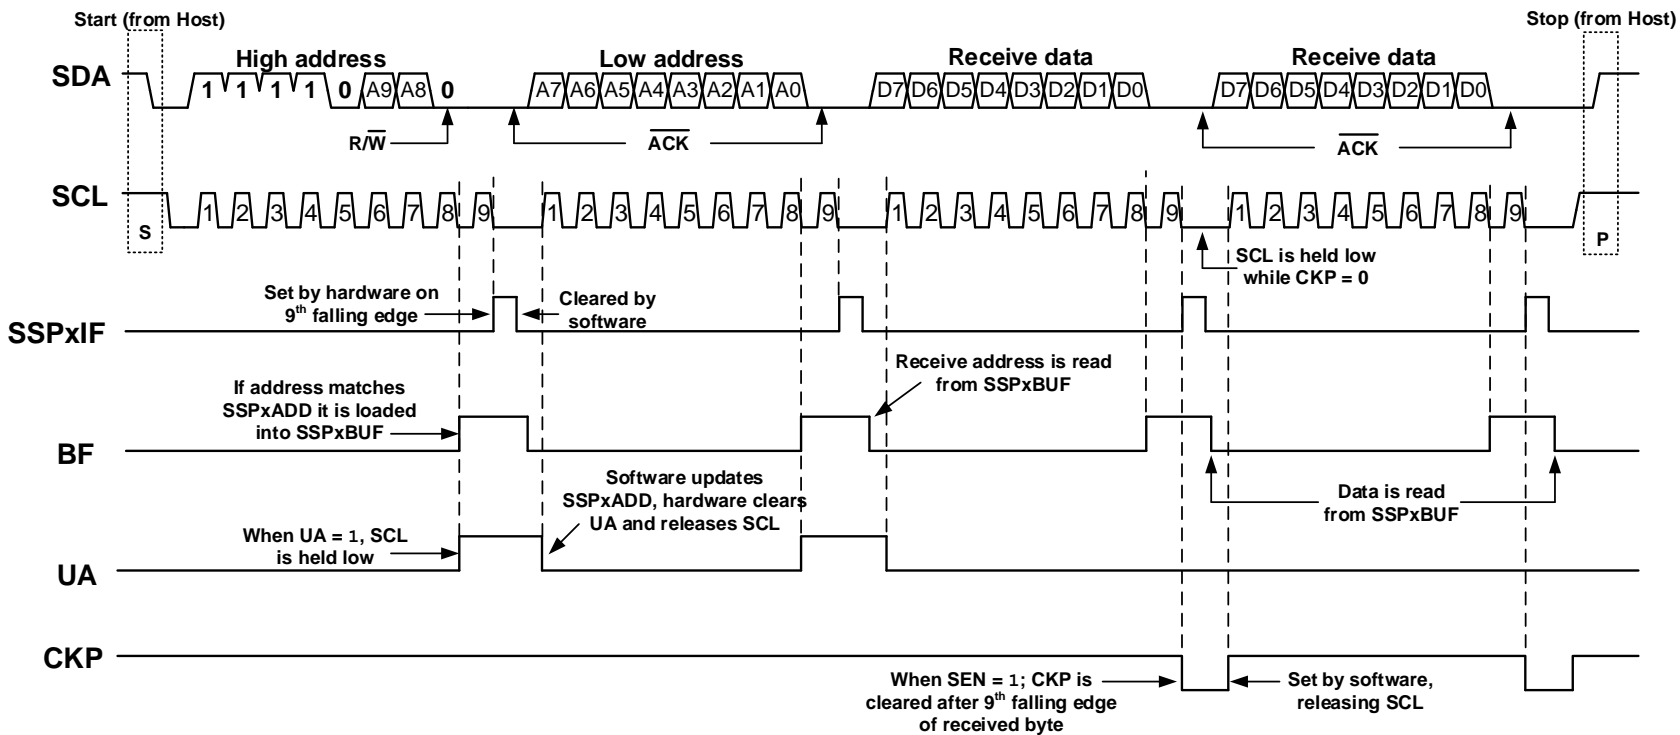 Start (from Host)
Stop (from Host)
High address
Low address
Receive data
Receive data
SDA
1 1 1 1 0 A9 A8 0
A7 A6 A5 A4 A3 A2 A1 A0
D7 D6 D5 D4 D3 D2 D1 D0
D7 D6 D5 D4 D3 D2 D1 D0
R/W̅
A̅C̅K̅
A̅C̅K̅
SCL
1 2 3 4 5 6 7 8 9
1 2 3 4 5 6 7 8 9
1 2 3 4 5 6 7 8 9
1 2 3 4 5 6 7 8 9
S
P
SCL is held low
while CKP = 0
Set by hardware on
9th falling edge
Cleared by
software
SSPxIF
If address matches
SSPxADD it is loaded
into SSPxBUF
Receive address is read
from SSPxBUF
BF
Software updates
SSPxADD, hardware clears
UA and releases SCL
Data is read
from SSPxBUF
When UA = 1, SCL
is held low
UA
CKP
When SEN = 1; CKP is
cleared after 9th falling edge
of received byte
Set by software,
releasing SCL